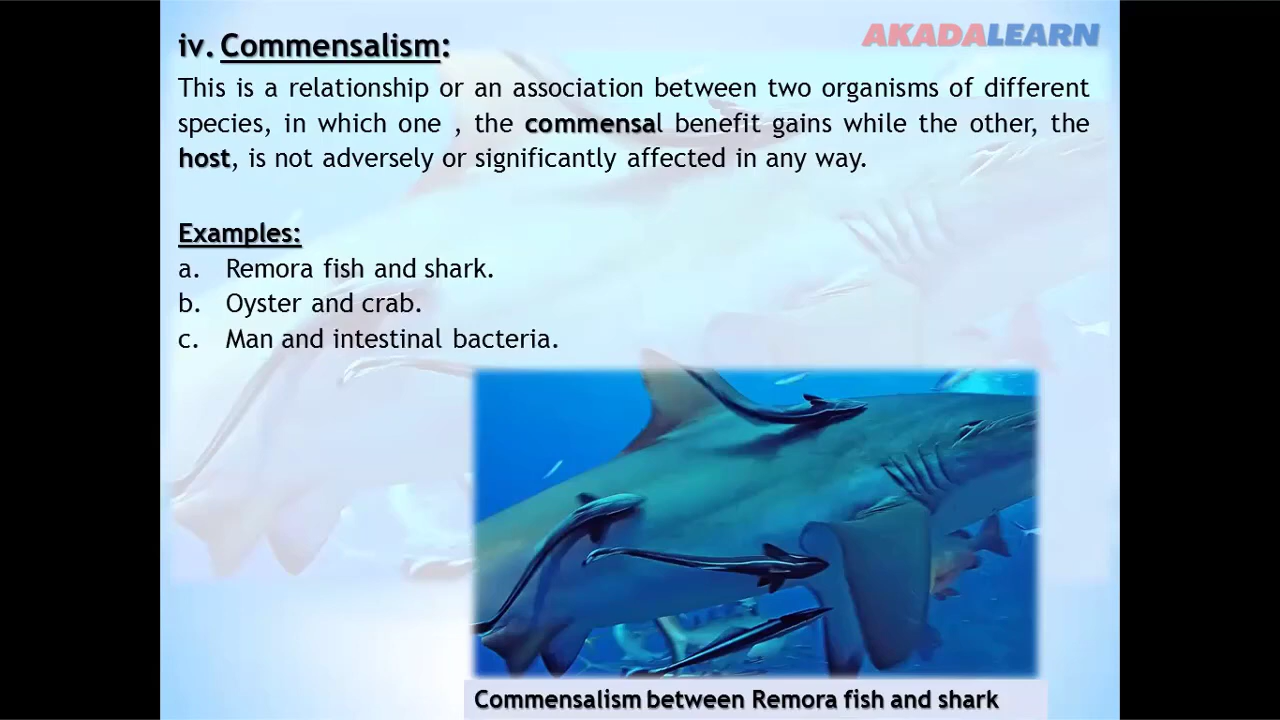 AKADALEARN
iv. Commensalism:
This is a relationship or an association between two organisms of different
species, in which one , the commensal benefit gains while the other, the
host, is not adversely or significantly affected in any way.
Examples:
a. Remora fish and shark.
b. Oyster and crab.
c. Man and intestinal bacteria.
Commensalism between Remora fish and shark